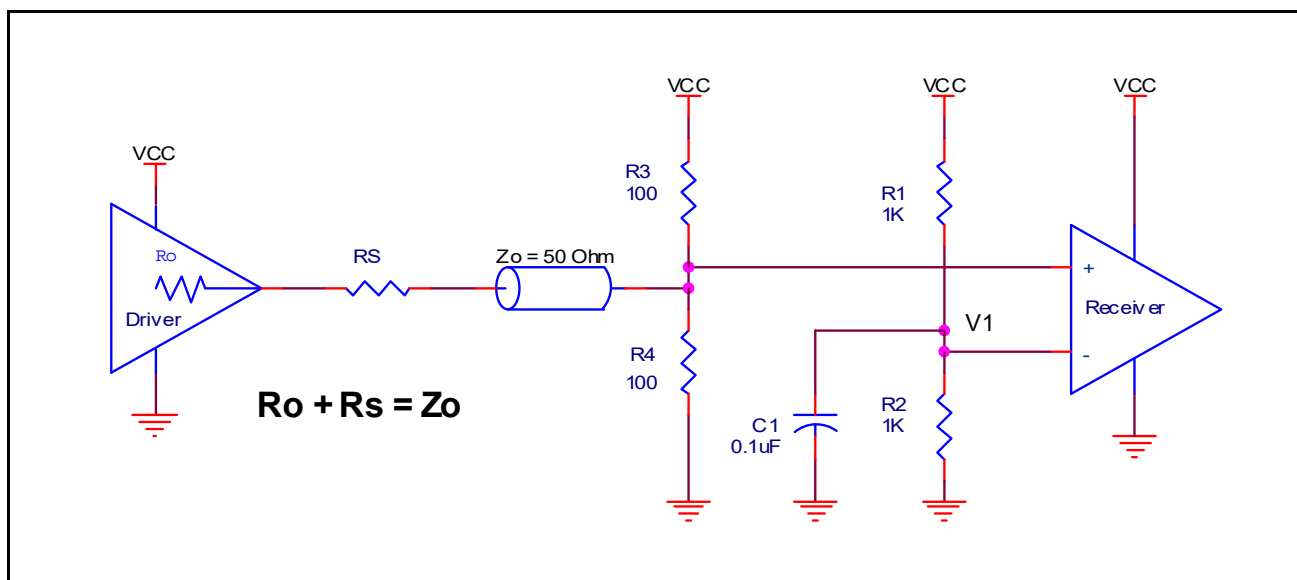 VCC
VCC
VCC
VCC
R3
100
R1
1K
Ro
RS
Zo = 50 Ohm
+
Driver
Receiver
V1
-
R4
100
Ro + Rs = Zo
C1
0.1uF
R2
1K